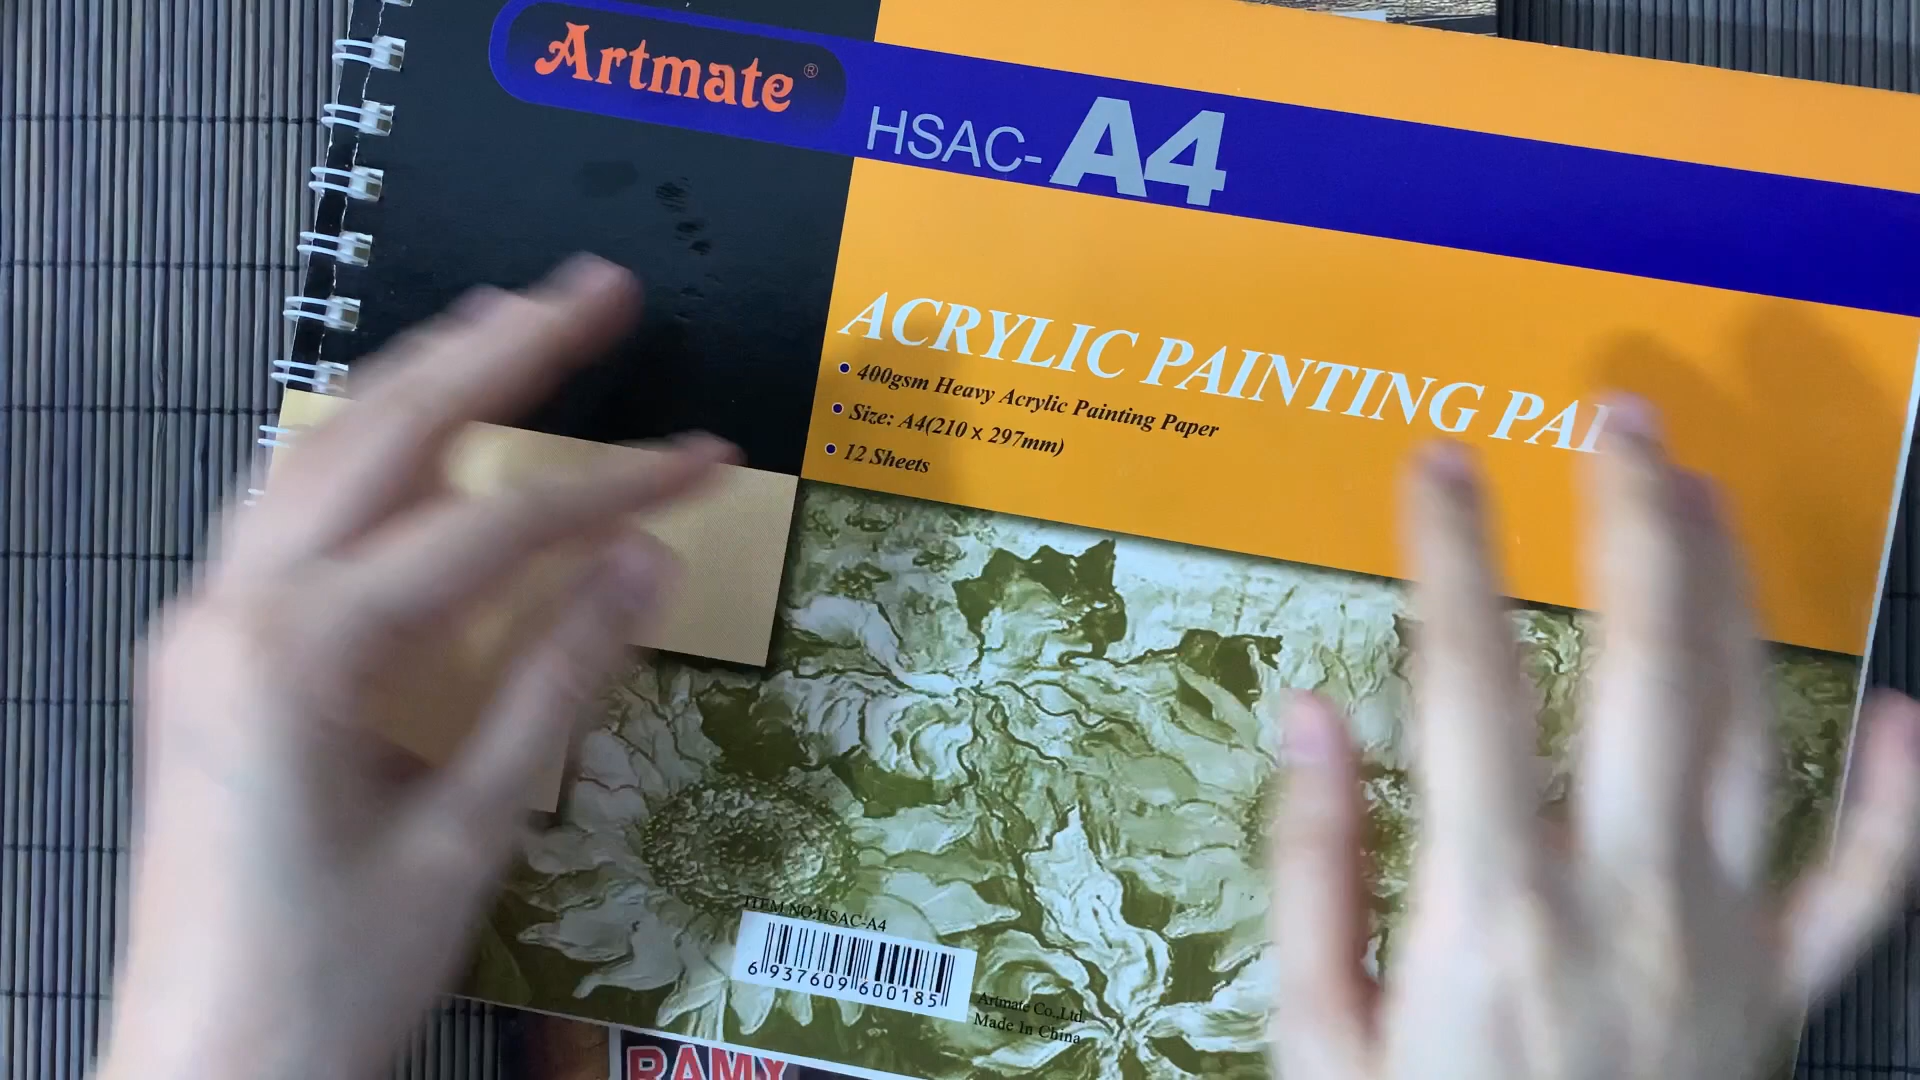 Artmate®
HSAC-A4
ACRYLIC PAINTING PAD
• 400gsm Heavy Acrylic Painting Paper
• Size: A4(210 x 297mm)
• 12 Sheets
ITEM NO:HSAC-A4
6 937609 600185
Artmate Co.,Ltd.
Made In China
RAMY